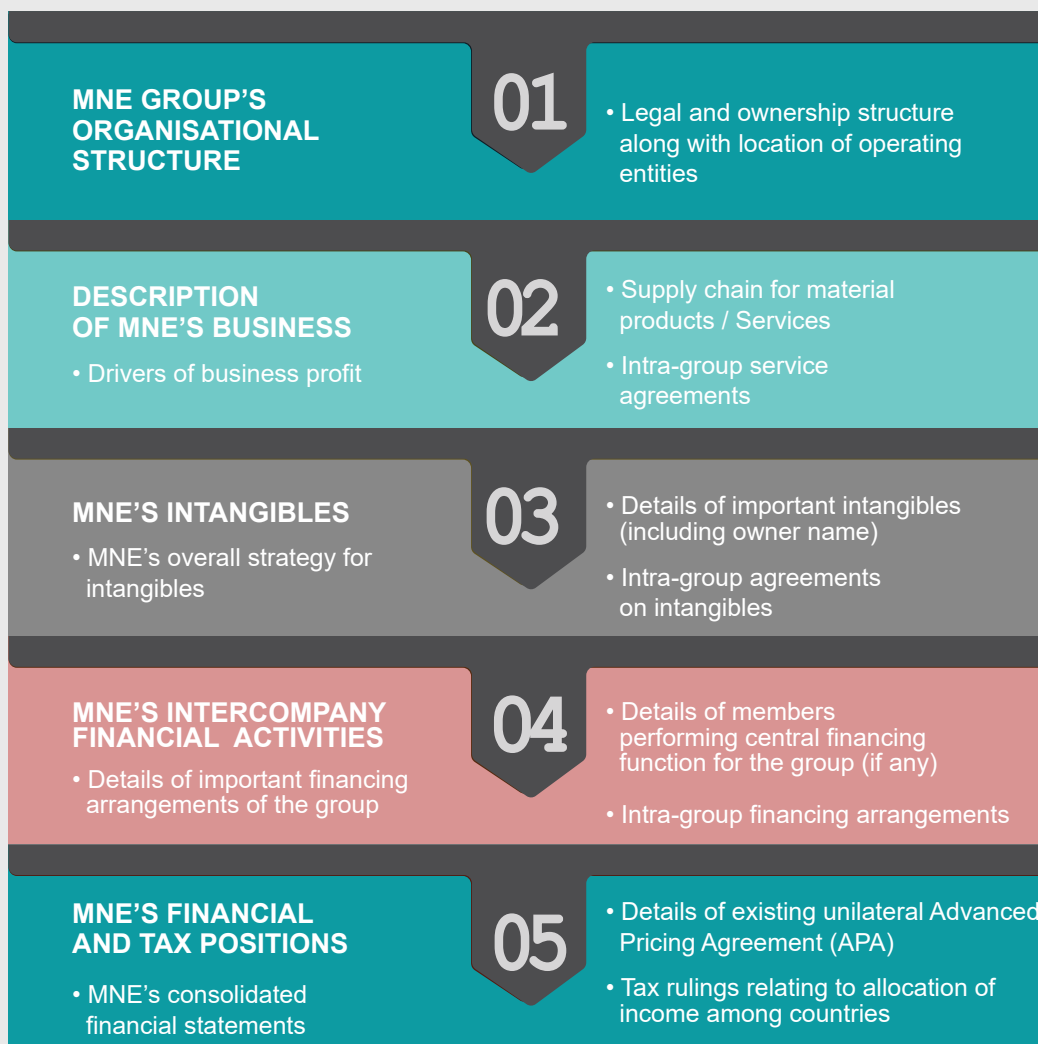 MNE GROUP'S
ORGANISATIONAL
STRUCTURE
01
• Legal and ownership structure
along with location of operating
entities
DESCRIPTION
OF MNE'S BUSINESS
• Drivers of business profit
02
• Supply chain for material
products / Services
• Intra-group service
agreements
MNE'S INTANGIBLES
• MNE's overall strategy for
intangibles
03
• Details of important intangibles
(including owner name)
• Intra-group agreements
on intangibles
MNE'S INTERCOMPANY
FINANCIAL ACTIVITIES
• Details of important financing
arrangements of the group
04
• Details of members
performing central financing
function for the group (if any)
• Intra-group financing arrangements
MNE'S FINANCIAL
AND TAX POSITIONS
• MNE's consolidated
financial statements
05
• Details of existing unilateral Advanced
Pricing Agreement (APA)
• Tax rulings relating to allocation of
income among countries